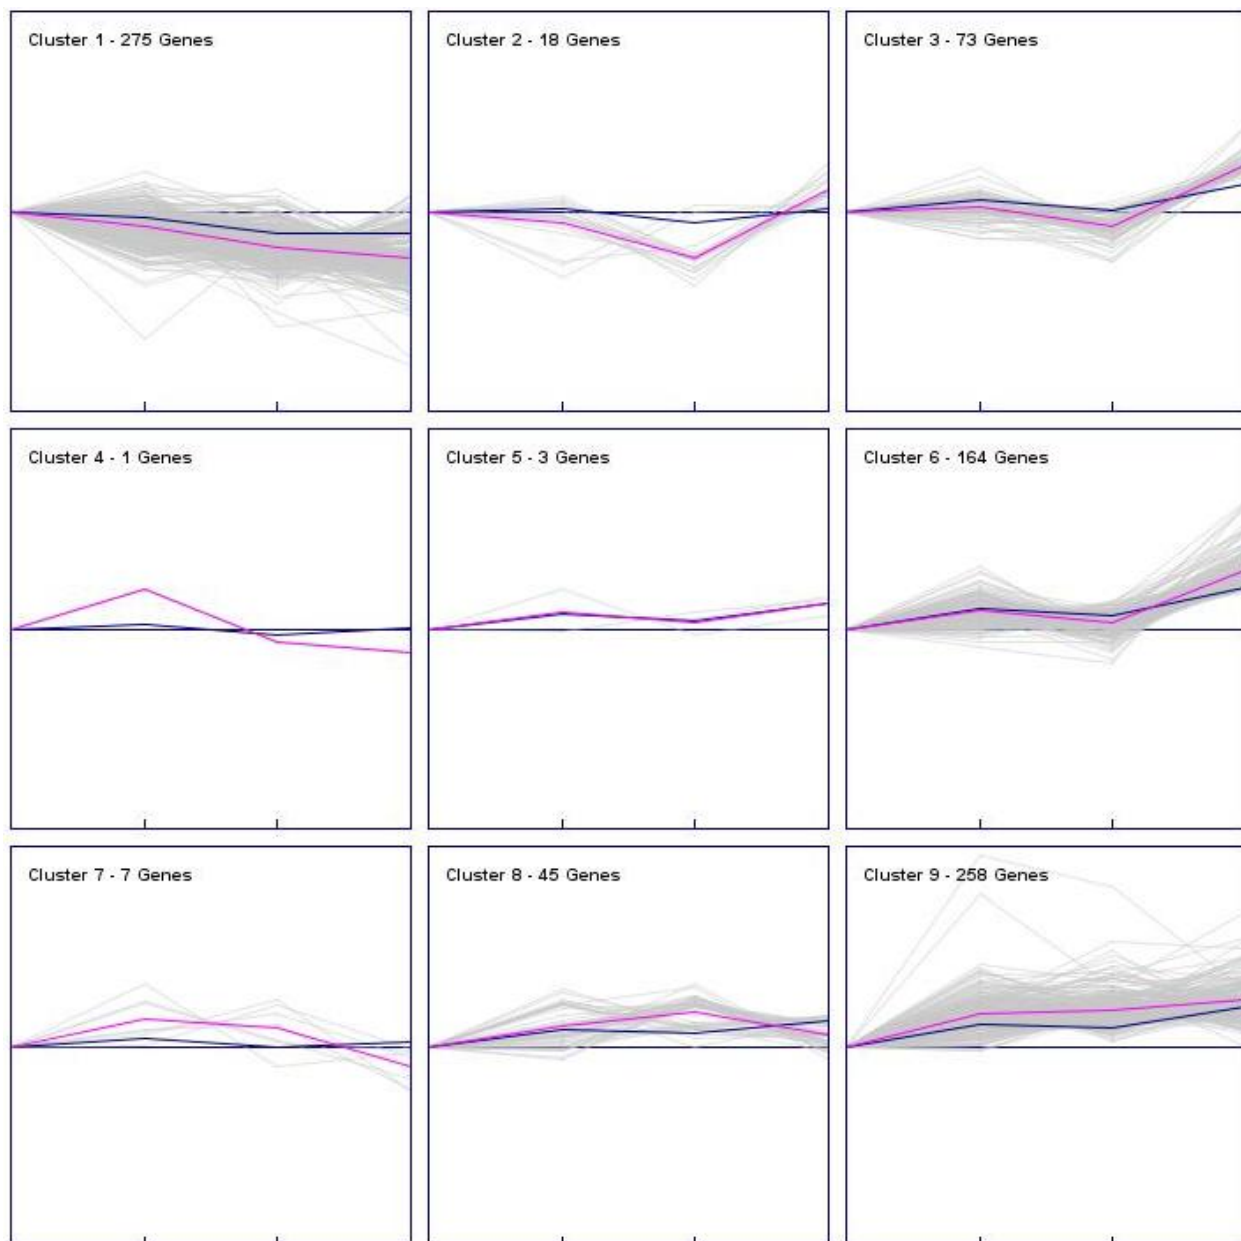 Cluster 1 - 275 Genes
Cluster 2 - 18 Genes
Cluster 3 - 73 Genes
Cluster 4 - 1 Genes
Cluster 5 - 3 Genes
Cluster 6 - 164 Genes
Cluster 7 - 7 Genes
Cluster 8 - 45 Genes
Cluster 9 - 258 Genes